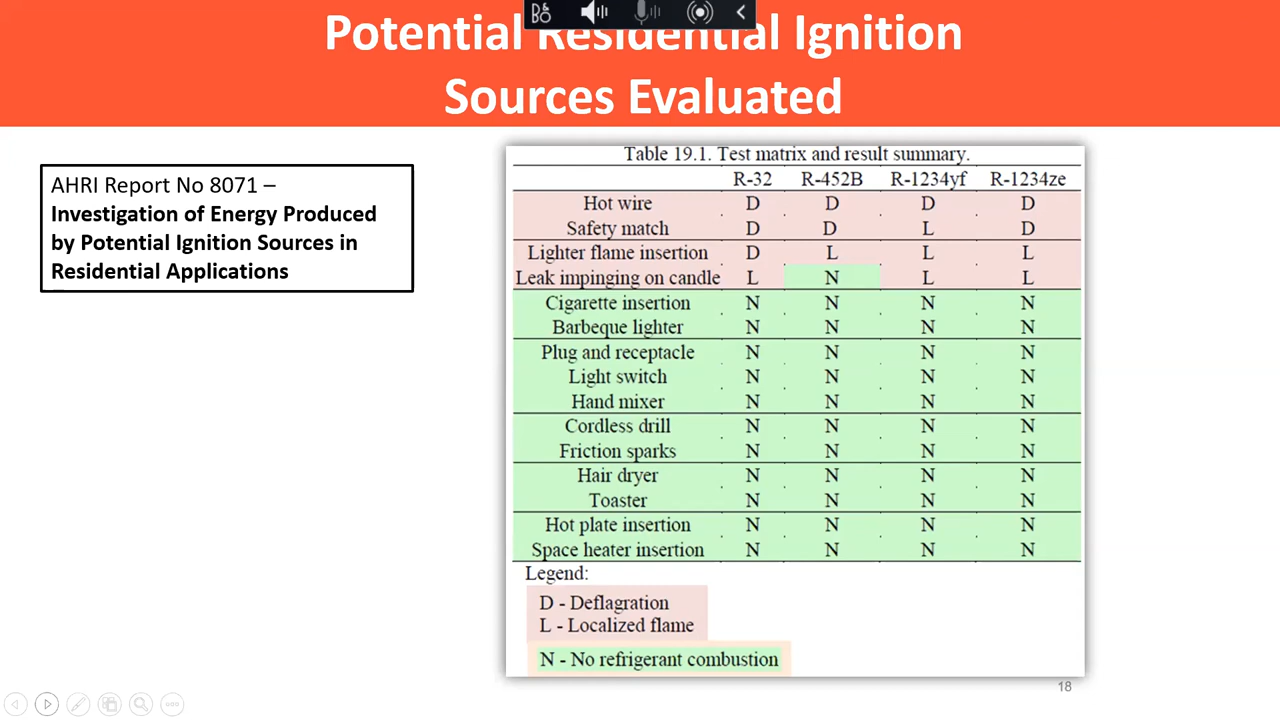 Potential Residential Ignition
Sources Evaluated
AHRI Report No 8071 –
Investigation of Energy Produced
by Potential Ignition Sources in
Residential Applications
Table 19.1. Test matrix and result summary.
R-32 R-452B R-1234yf R-1234ze
Hot wire D D D D
Safety match D D L D
Lighter flame insertion D L L L
Leak impinging on candle L N L L
Cigarette insertion N N N N
Barbeque lighter N N N N
Plug and receptacle N N N N
Light switch N N N N
Hand mixer N N N N
Cordless drill N N N N
Friction sparks N N N N
Hair dryer N N N N
Toaster N N N N
Hot plate insertion N N N N
Space heater insertion N N N N
Legend:
D - Deflagration
L - Localized flame
N - No refrigerant combustion
18